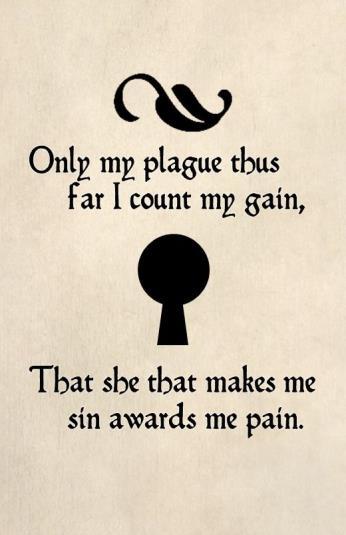 Only my plague thus
far I count my gain,
That she that makes me
sin awards me pain.